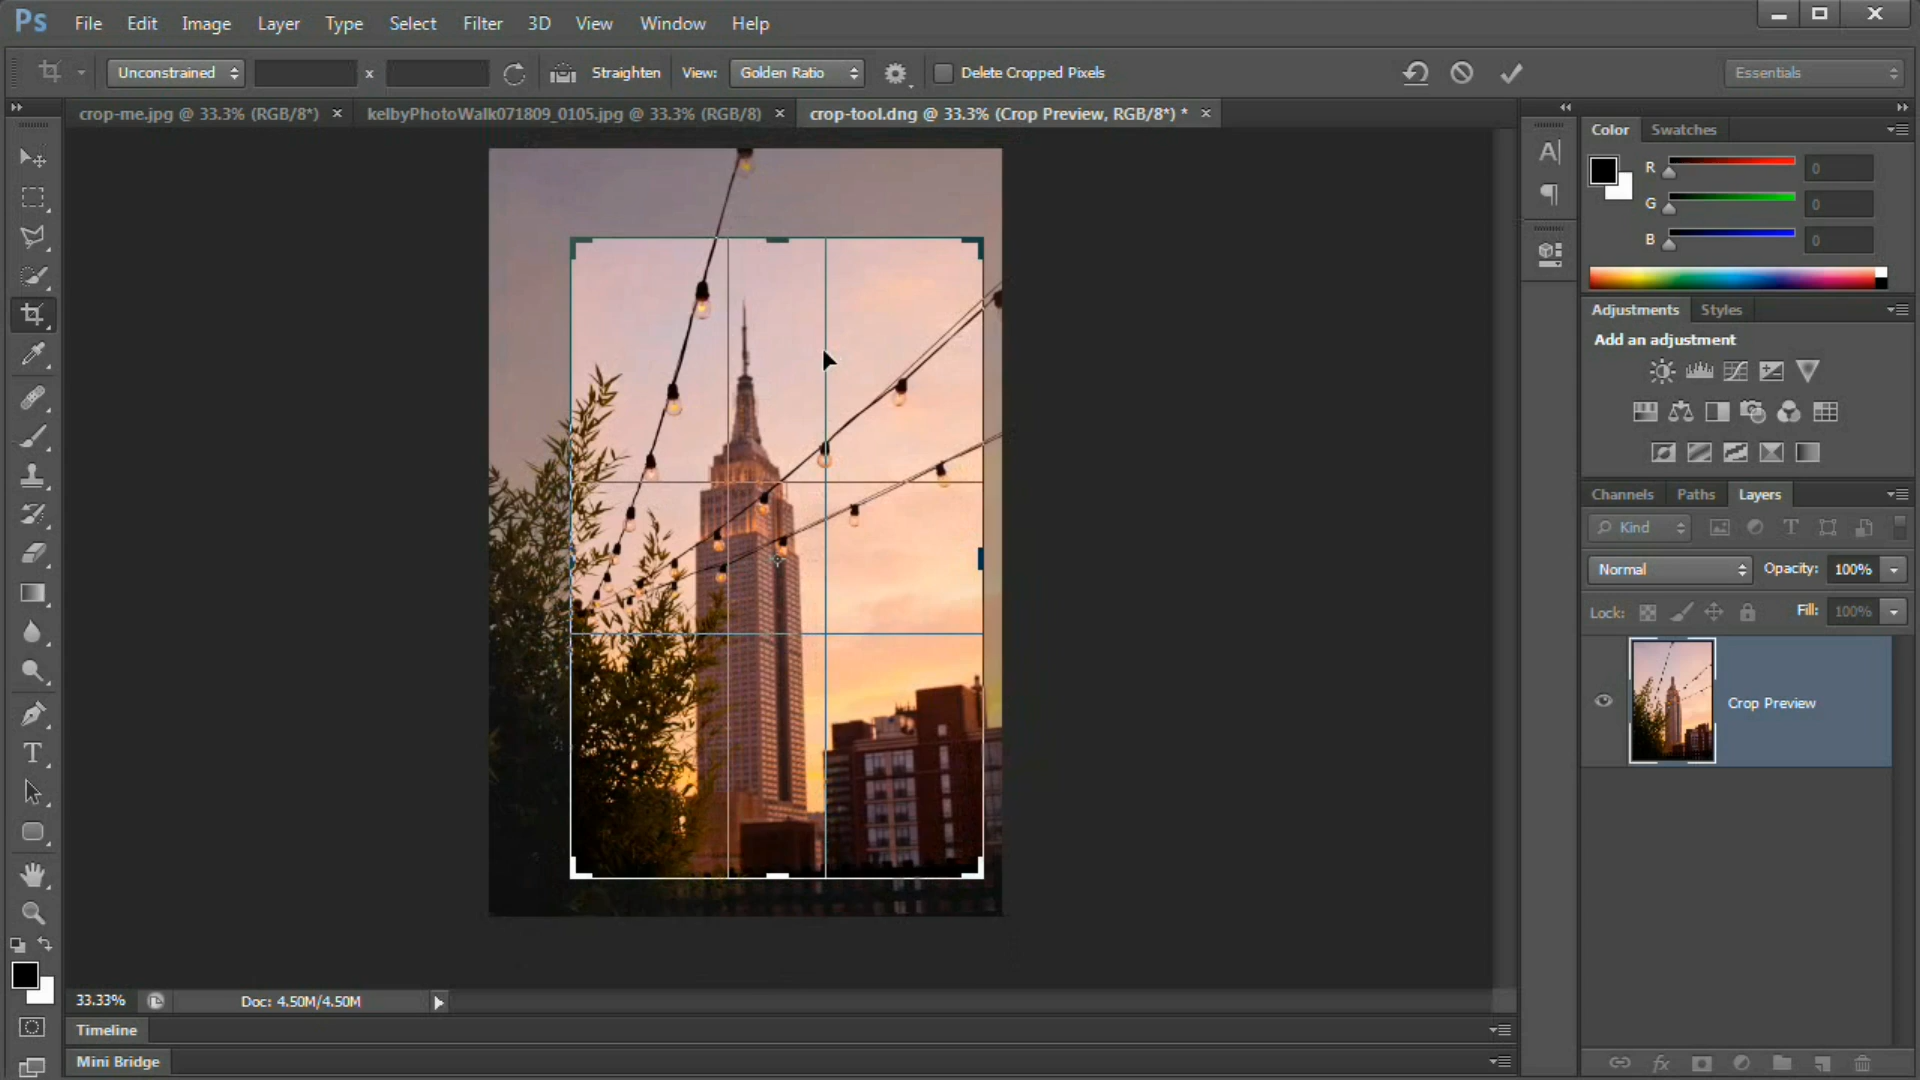 Ps File Edit Image Layer Type Select Filter 3D View Window Help
Unconstrained x Straighten View: Golden Ratio Delete Cropped Pixels Essentials
crop-me.jpg @ 33.3% (RGB/8*) × kelbyPhotoWalk071809_0105.jpg @ 33.3% (RGB/8) × crop-tool.dng @ 33.3% (Crop Preview, RGB/8*) * ×
Color Swatches
R 0
G 0
B 0
Adjustments Styles
Add an adjustment
Channels Paths Layers
Kind
Normal Opacity: 100%
Lock: Fill: 100%
Crop Preview
33.33% Doc: 4.50M/4.50M
Timeline
Mini Bridge